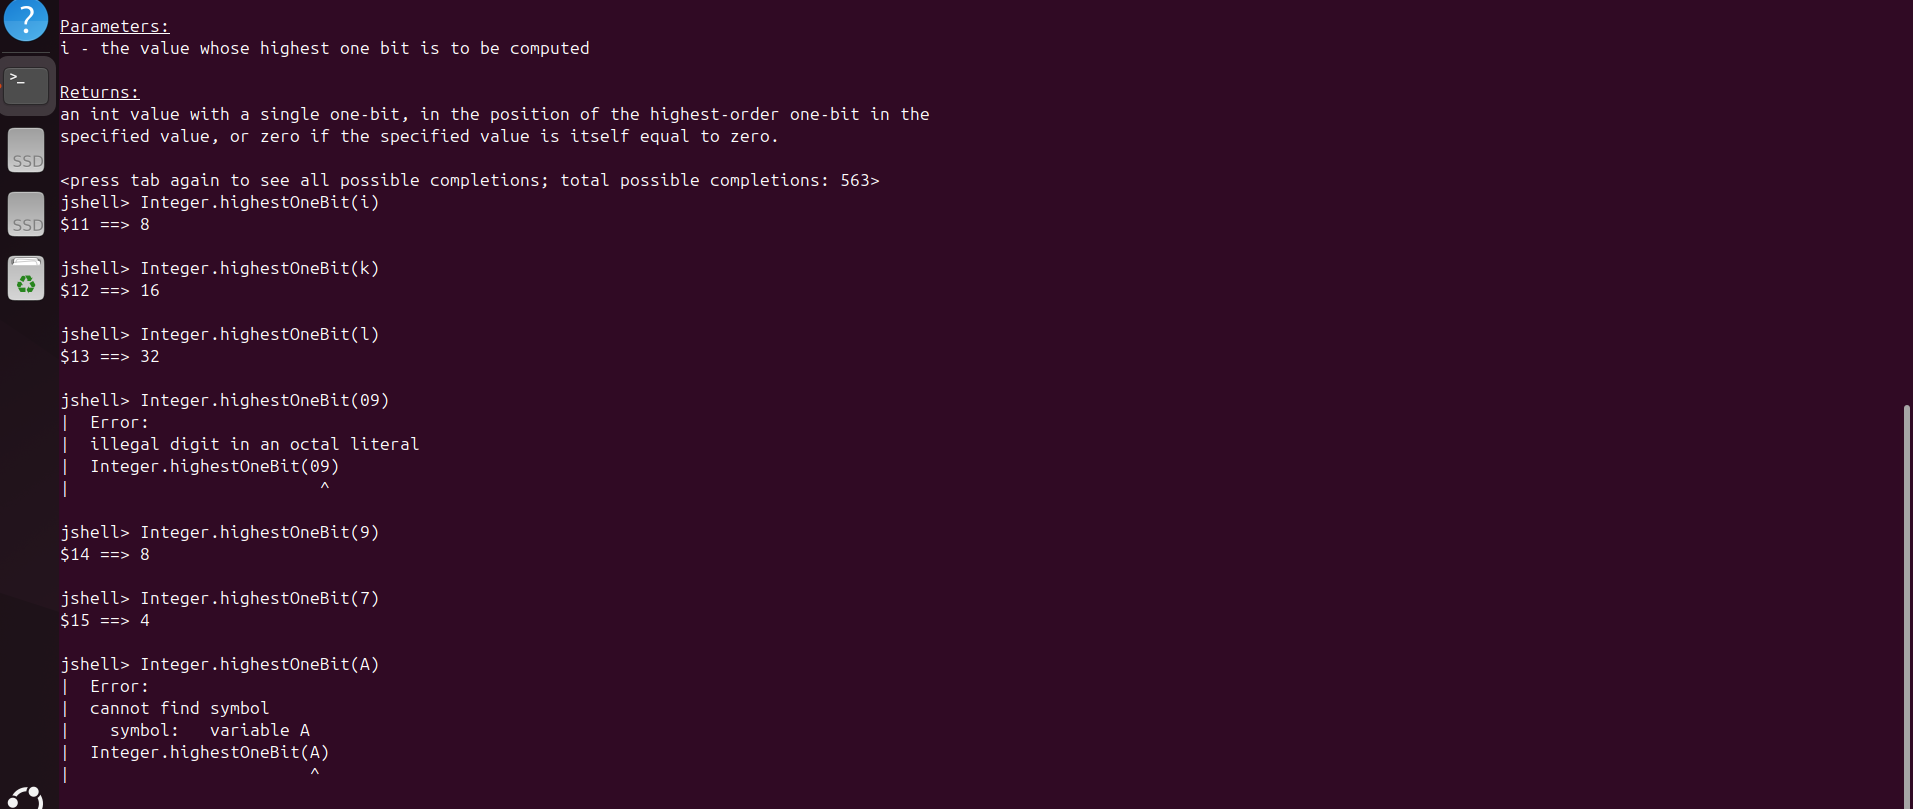 Parameters:
i - the value whose highest one bit is to be computed
Returns:
an int value with a single one-bit, in the position of the highest-order one-bit in the
specified value, or zero if the specified value is itself equal to zero.
<press tab again to see all possible completions; total possible completions: 563>
jshell> Integer.highestOneBit(i)
$11 ==> 8
jshell> Integer.highestOneBit(k)
$12 ==> 16
jshell> Integer.highestOneBit(l)
$13 ==> 32
jshell> Integer.highestOneBit(09)
|  Error:
|  illegal digit in an octal literal
|  Integer.highestOneBit(09)
|                         ^
jshell> Integer.highestOneBit(9)
$14 ==> 8
jshell> Integer.highestOneBit(7)
$15 ==> 4
jshell> Integer.highestOneBit(A)
|  Error:
|  cannot find symbol
|    symbol:   variable A
|  Integer.highestOneBit(A)
|                        ^
?
>_
SSD
SSD